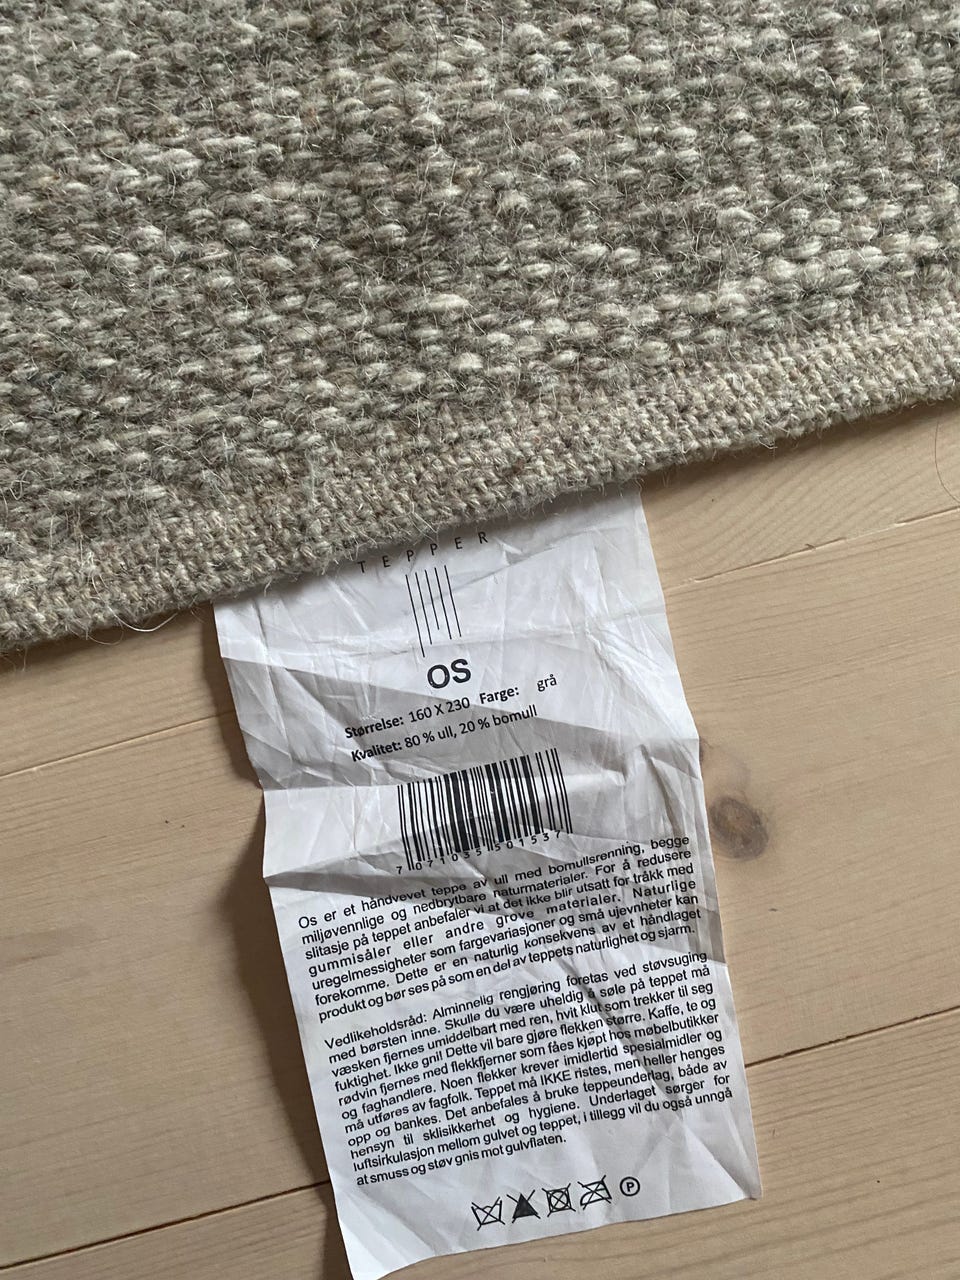 TEPPER
OS
Størrelse: 160 X 230 Farge: grå
Kvalitet: 80 % ull, 20 % bomull
7 071035 501537
Os er et håndvevet teppe av ull med bomullsrenning, begge
miljøvennlige og nedbrytbare naturmaterialer. For å redusere
slitasje på teppet anbefaler vi at det ikke blir utsatt for tråkk med
gummisåler eller andre grove materialer. Naturlige
uregelmessigheter som fargevariasjoner og små ujevnheter kan
forekomme. Dette er en naturlig konsekvens av et håndlaget
produkt og bør ses på som en del av teppets naturlighet og sjarm.
Vedlikeholdsråd: Alminnelig rengjøring foretas ved støvsuging
med børsten inne. Skulle du være uheldig å søle på teppet må
væsken fjernes umiddelbart med ren, hvit klut som trekker til seg
fuktighet. Ikke gni! Dette vil bare gjøre flekken større. Kaffe, te og
rødvin fjernes med flekkfjerner som fåes kjøpt hos møbelbutikker
og faghandlere. Noen flekker krever imidlertid spesialmidler og
må utføres av fagfolk. Teppet må IKKE ristes, men heller henges
opp og bankes. Det anbefales å bruke teppeunderlag, både av
hensyn til sklisikkerhet og hygiene. Underlaget sørger for
luftsirkulasjon mellom gulvet og teppet, i tillegg vil du også unngå
at smuss og støv gnis mot gulvflaten.
P